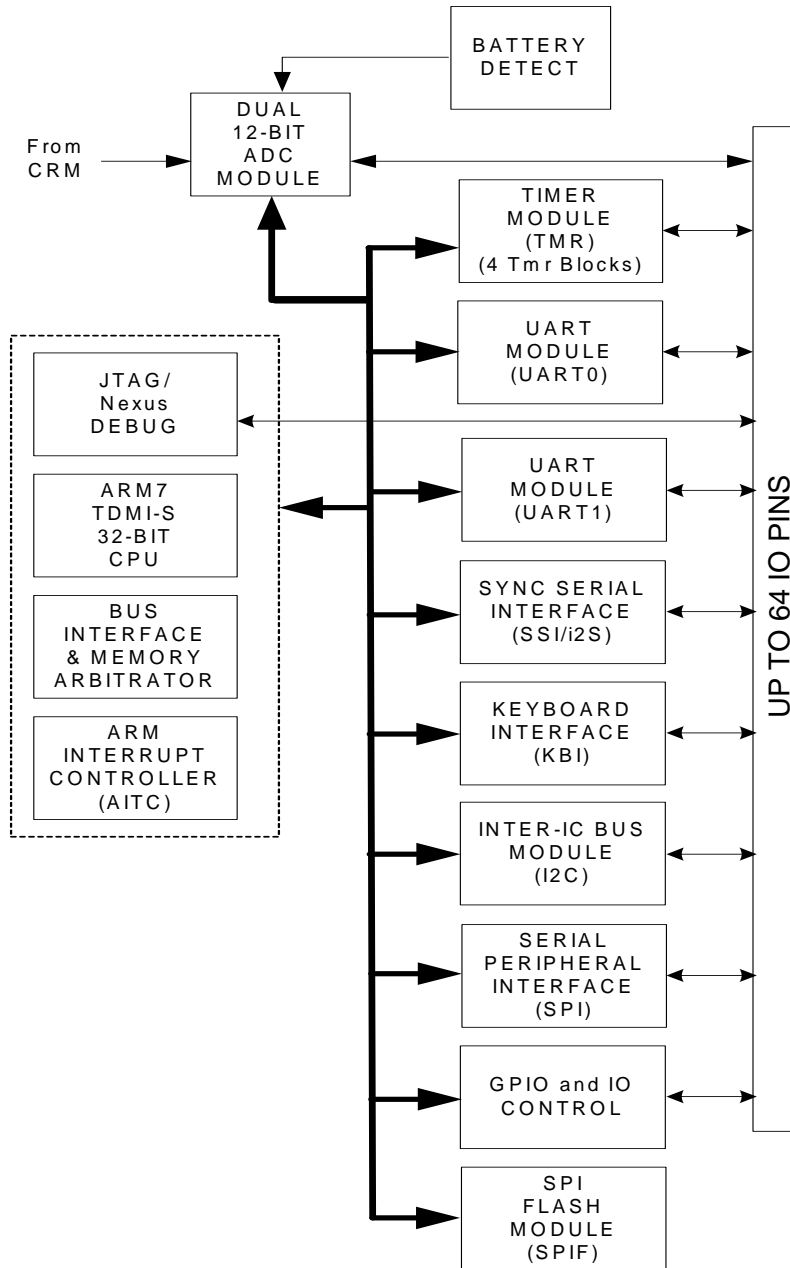 BATTERY
DETECT
DUAL
12-BIT
ADC
MODULE
From
CRM
TIMER
MODULE
(TMR)
(4 Tmr Blocks)
UART
MODULE
(UART0)
JTAG/
Nexus
DEBUG
UART
MODULE
(UART1)
ARM7
TDMI-S
32-BIT
CPU
SYNC SERIAL
INTERFACE
(SSI/i2S)
BUS
INTERFACE
& MEMORY
ARBITRATOR
KEYBOARD
INTERFACE
(KBI)
ARM
INTERRUPT
CONTROLLER
(AITC)
INTER-IC BUS
MODULE
(I2C)
SERIAL
PERIPHERAL
INTERFACE
(SPI)
GPIO and IO
CONTROL
SPI
FLASH
MODULE
(SPIF)
UP TO 64 IO PINS